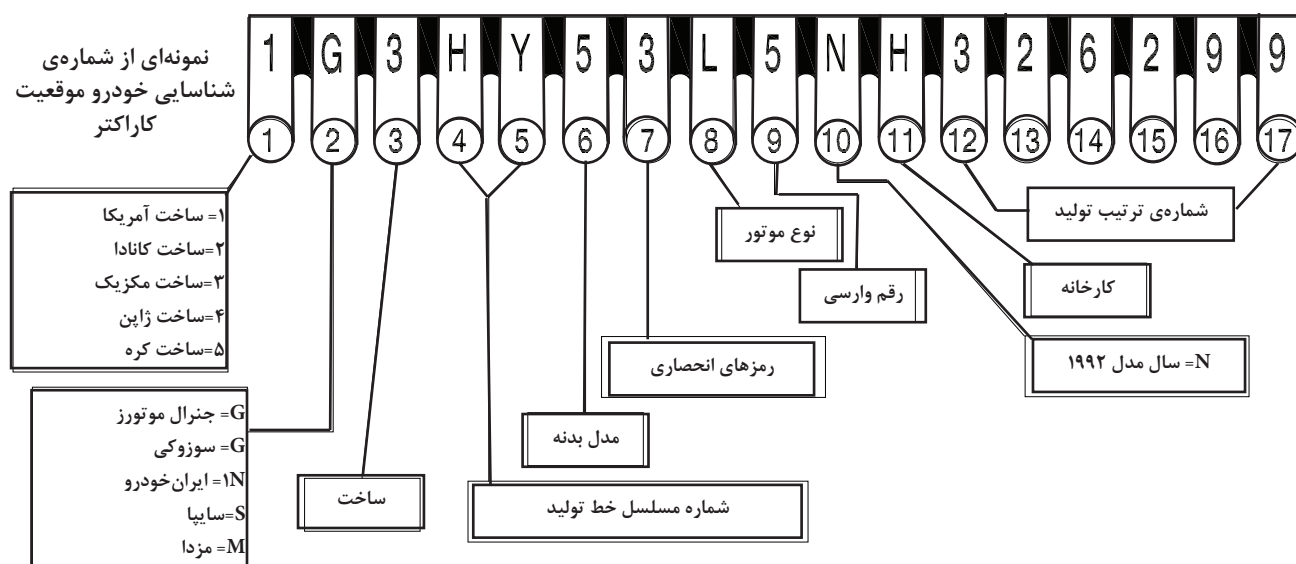 نمونه‌ای از شماره‌ی
شناسایی خودرو موقعیت
کاراکتر
1 G 3 H Y 5 3 L 5 N H 3 2 6 2 9 9
1 2 3 4 5 6 7 8 9 10 11 12 13 14 15 16 17
۱= ساخت آمریکا
۲=ساخت کانادا
۳=ساخت مکزیک
۴=ساخت ژاپن
۵=ساخت کره
G= جنرال موتورز
G= سوزوکی
۱N= ایران‌خودرو
S=سایپا
M= مزدا
ساخت
شماره مسلسل خط تولید
مدل بدنه
رمزهای انحصاری
نوع موتور
رقم وارسی
N= سال مدل ۱۹۹۲
کارخانه
شماره‌ی ترتیب تولید